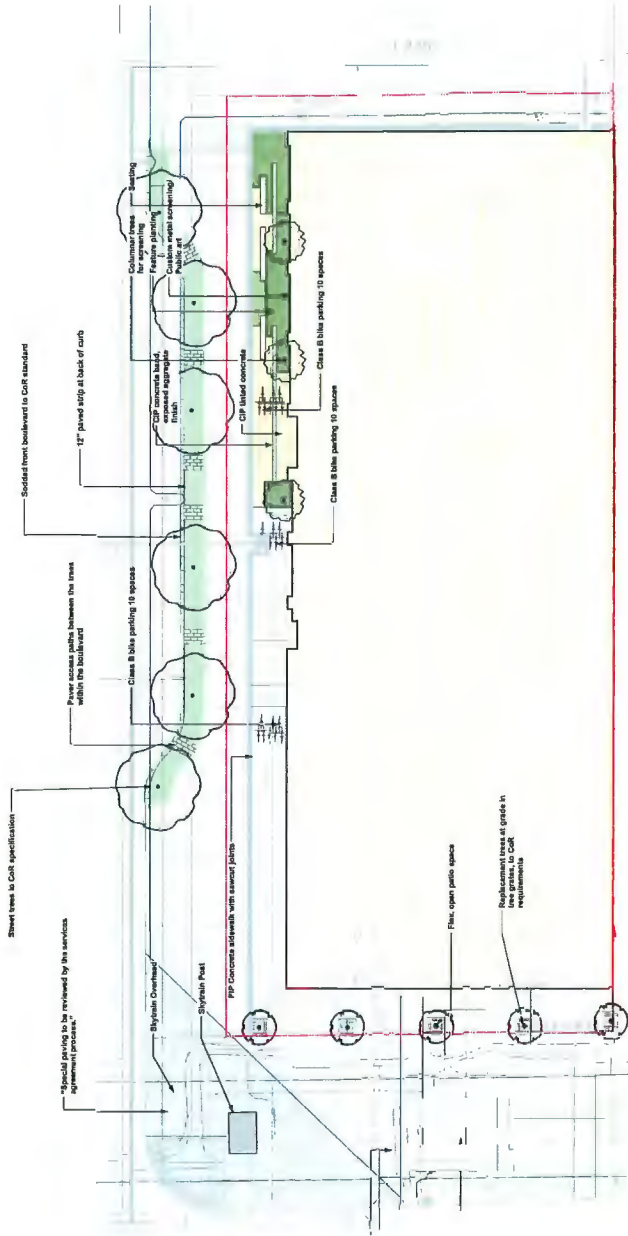 Street trees to CoR specification
Sodded front boulevard to CoR standard
Paver access paths between the trees
within the boulevard
12" paved strip at back of curb
"Special paving to be reviewed by the services
agreement process."
Class B bike parking 10 spaces
Columnar trees
for screening
Seating
Feature planting
Custom metal screening/
Public art
CIP concrete band,
exposed aggregate
finish
CIP tinted concrete
Class B bike parking 10 spaces
Class B bike parking 10 spaces
Skytrain Overhead
Skytrain Post
PIP Concrete sidewalk with sawcut joints
Flex, open patio space
Replacement trees at grade in
tree grates, to CoR
requirements